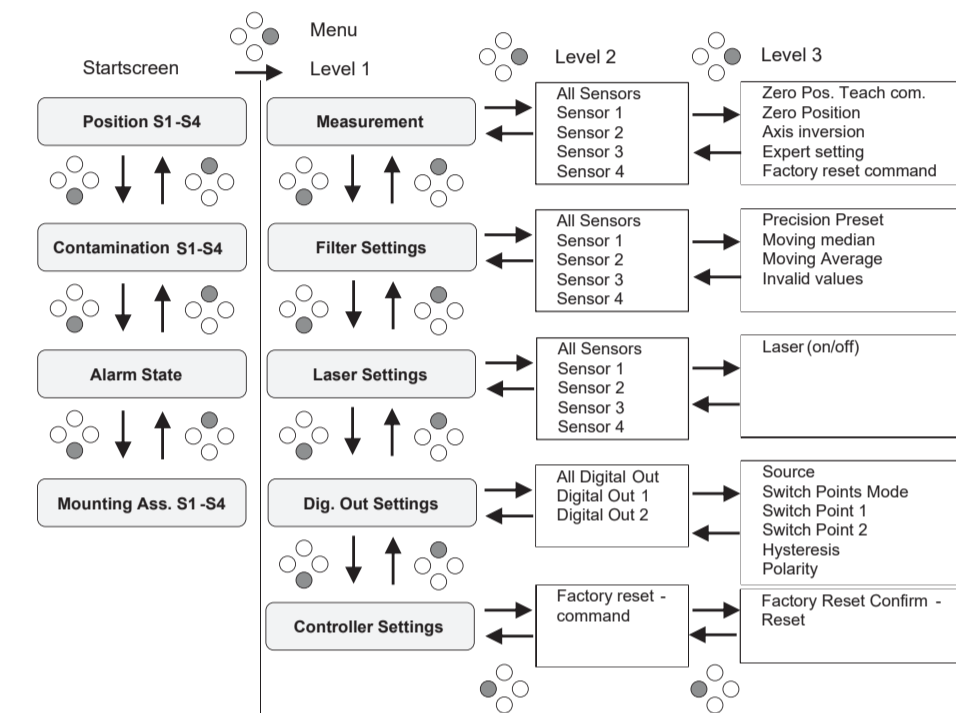 Menu
Startscreen
Level 1
Level 2
Level 3
Position S1-S4
Contamination S1-S4
Alarm State
Mounting Ass. S1-S4
Measurement
All Sensors
Sensor 1
Sensor 2
Sensor 3
Sensor 4
Zero Pos. Teach com.
Zero Position
Axis inversion
Expert setting
Factory reset command
Filter Settings
All Sensors
Sensor 1
Sensor 2
Sensor 3
Sensor 4
Precision Preset
Moving median
Moving Average
Invalid values
Laser Settings
All Sensors
Sensor 1
Sensor 2
Sensor 3
Sensor 4
Laser (on/off)
Dig. Out Settings
All Digital Out
Digital Out 1
Digital Out 2
Source
Switch Points Mode
Switch Point 1
Switch Point 2
Hysteresis
Polarity
Controller Settings
Factory reset -
command
Factory Reset Confirm -
Reset